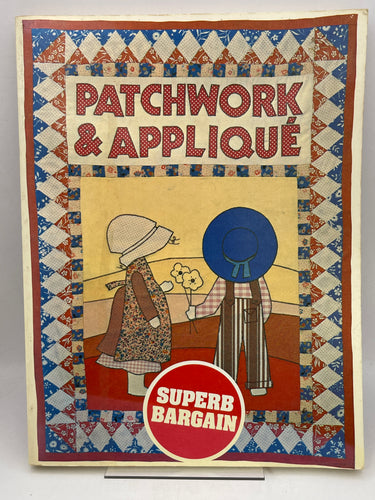 PATCHWORK
& APPLIQUÉ
SUPERB
BARGAIN